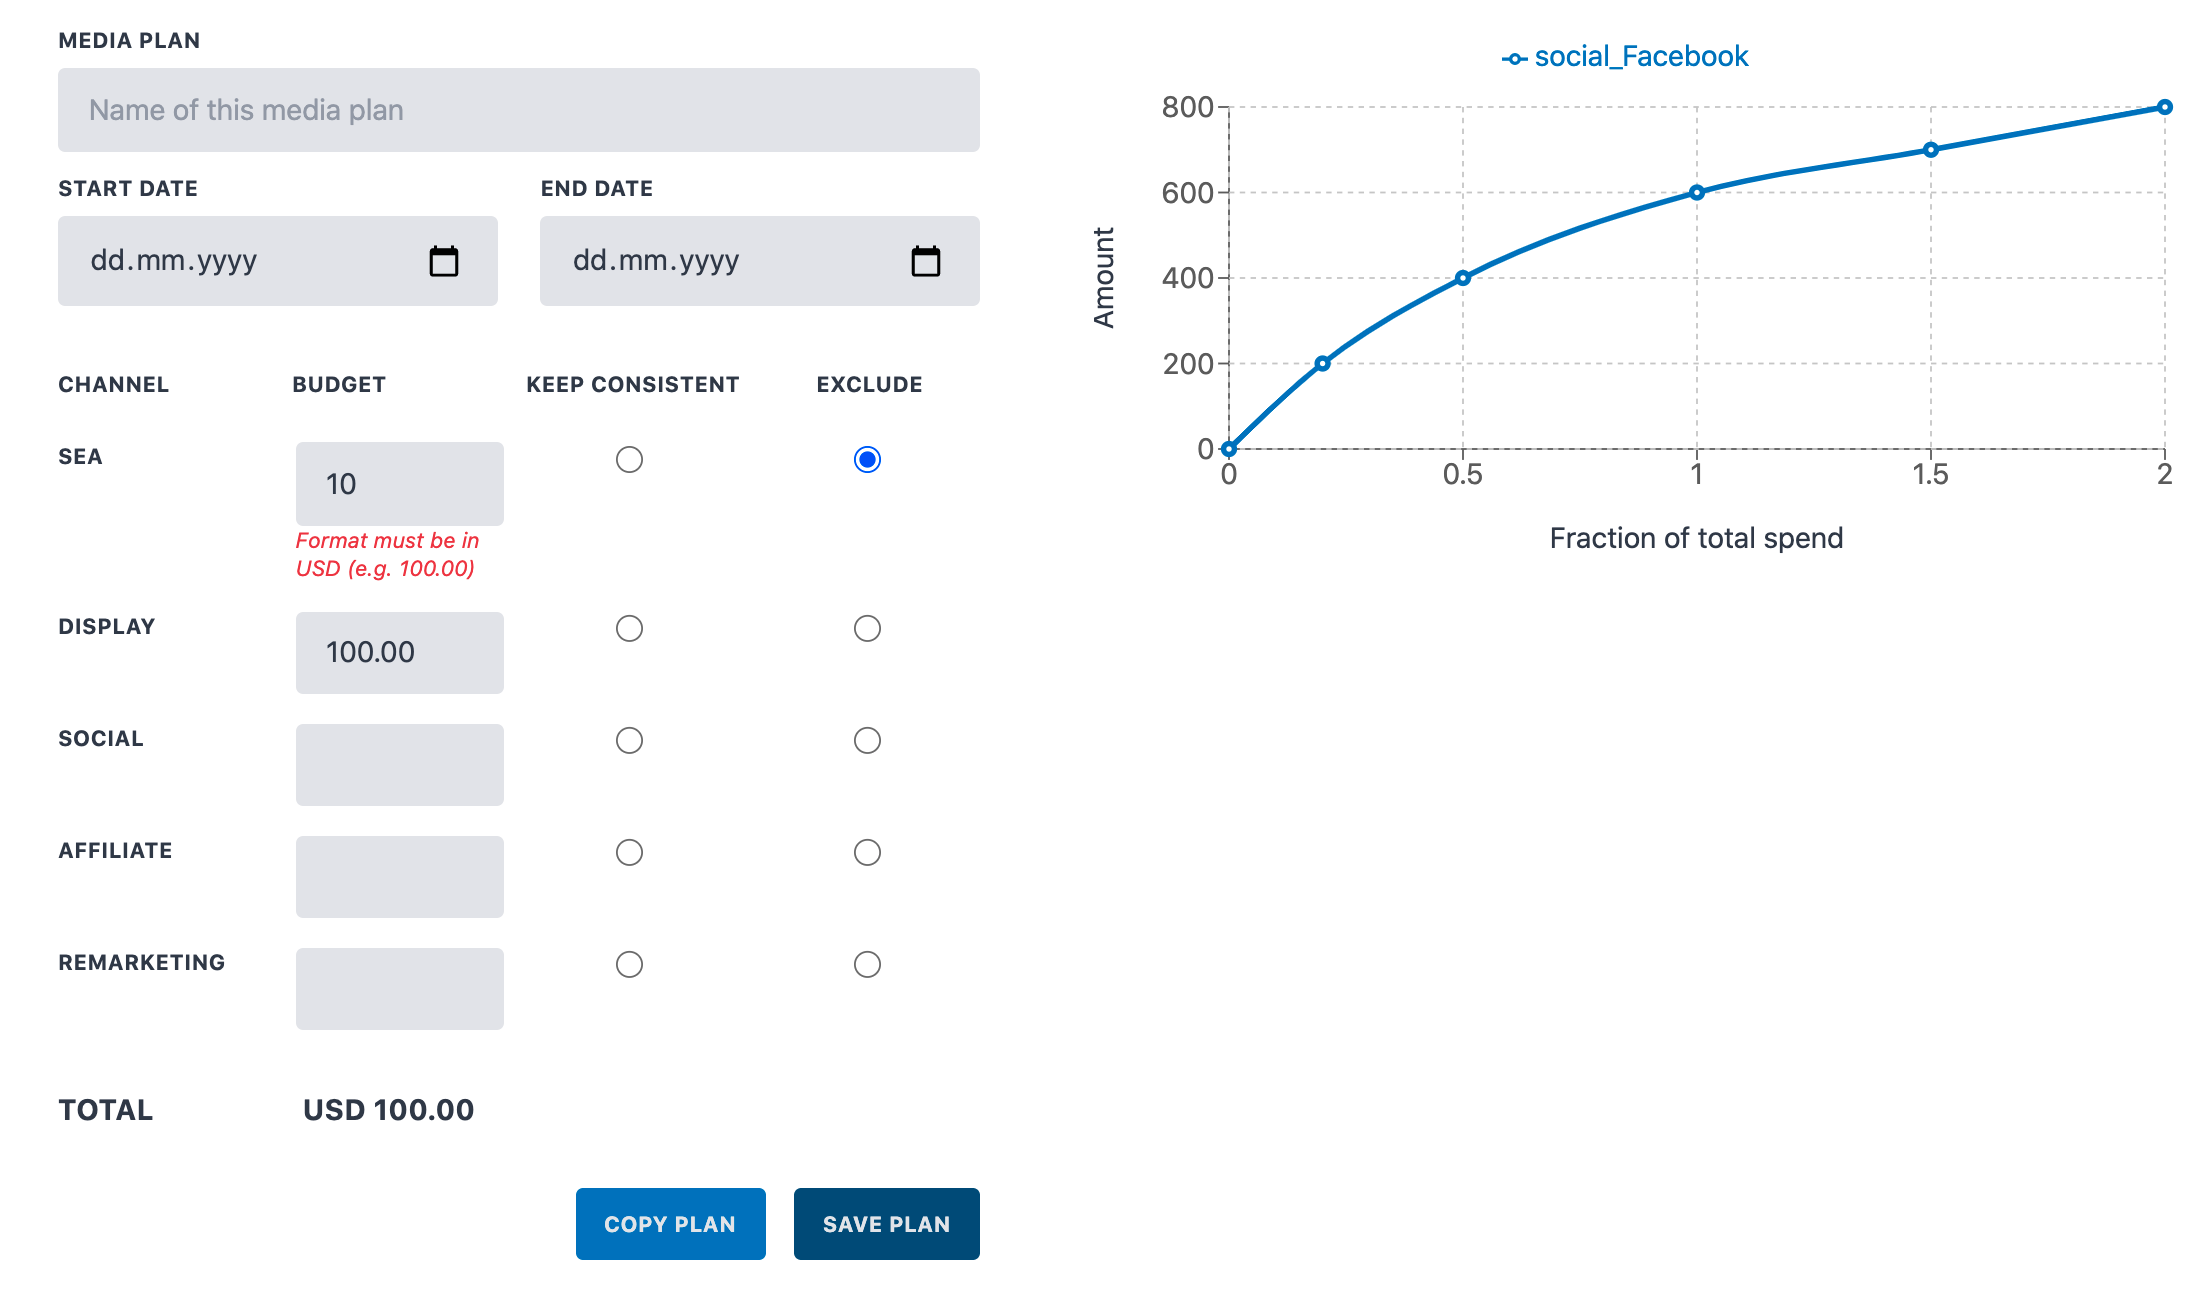 MEDIA PLAN
Name of this media plan
START DATE
END DATE
dd.mm.yyyy
dd.mm.yyyy
CHANNEL
BUDGET
KEEP CONSISTENT
EXCLUDE
SEA
10
Format must be in
USD (e.g. 100.00)
DISPLAY
100.00
SOCIAL
AFFILIATE
REMARKETING
TOTAL
USD 100.00
COPY PLAN
SAVE PLAN
social_Facebook
800
600
400
200
0
Amount
0
0.5
1
1.5
2
Fraction of total spend